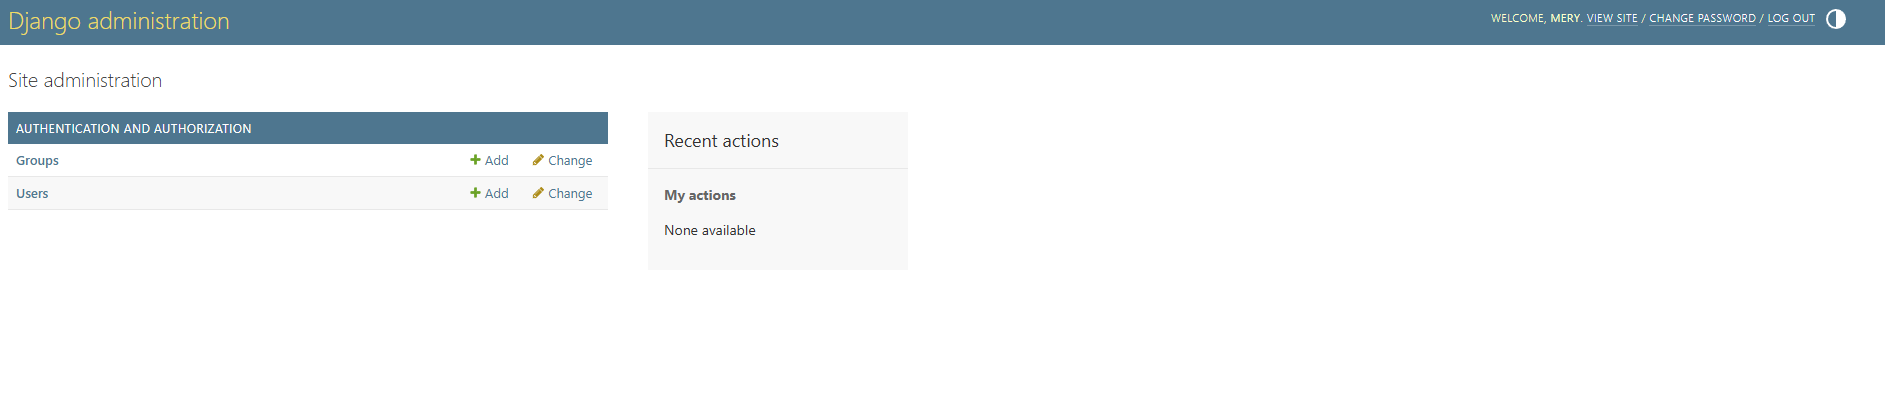 Django administration
WELCOME, MERY. VIEW SITE / CHANGE PASSWORD / LOG OUT
Site administration
AUTHENTICATION AND AUTHORIZATION
Groups Add Change
Users Add Change
Recent actions
My actions
None available